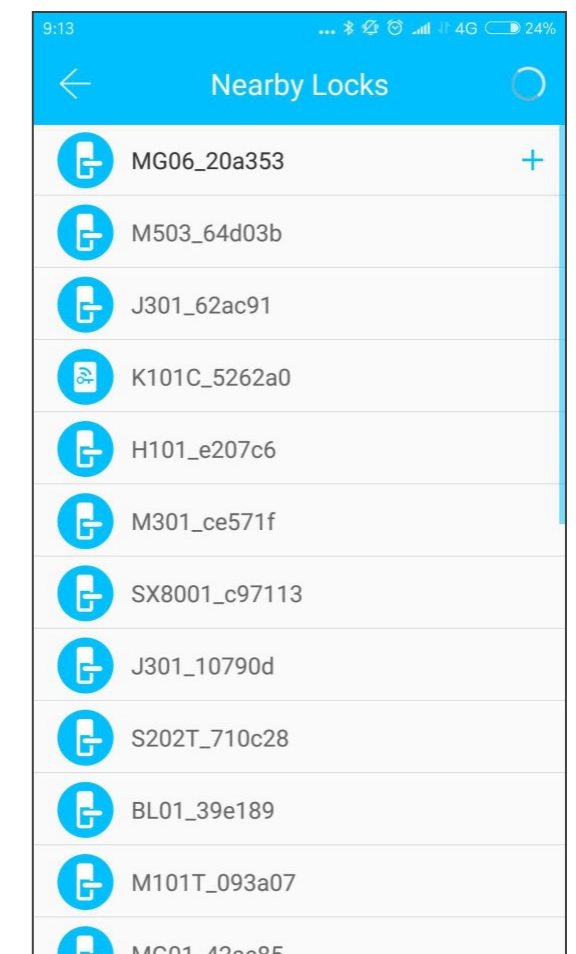 9:13 ... 4G 24%
Nearby Locks
MG06_20a353 +
M503_64d03b
J301_62ac91
K101C_5262a0
H101_e207c6
M301_ce571f
SX8001_c97113
J301_10790d
S202T_710c28
BL01_39e189
M101T_093a07